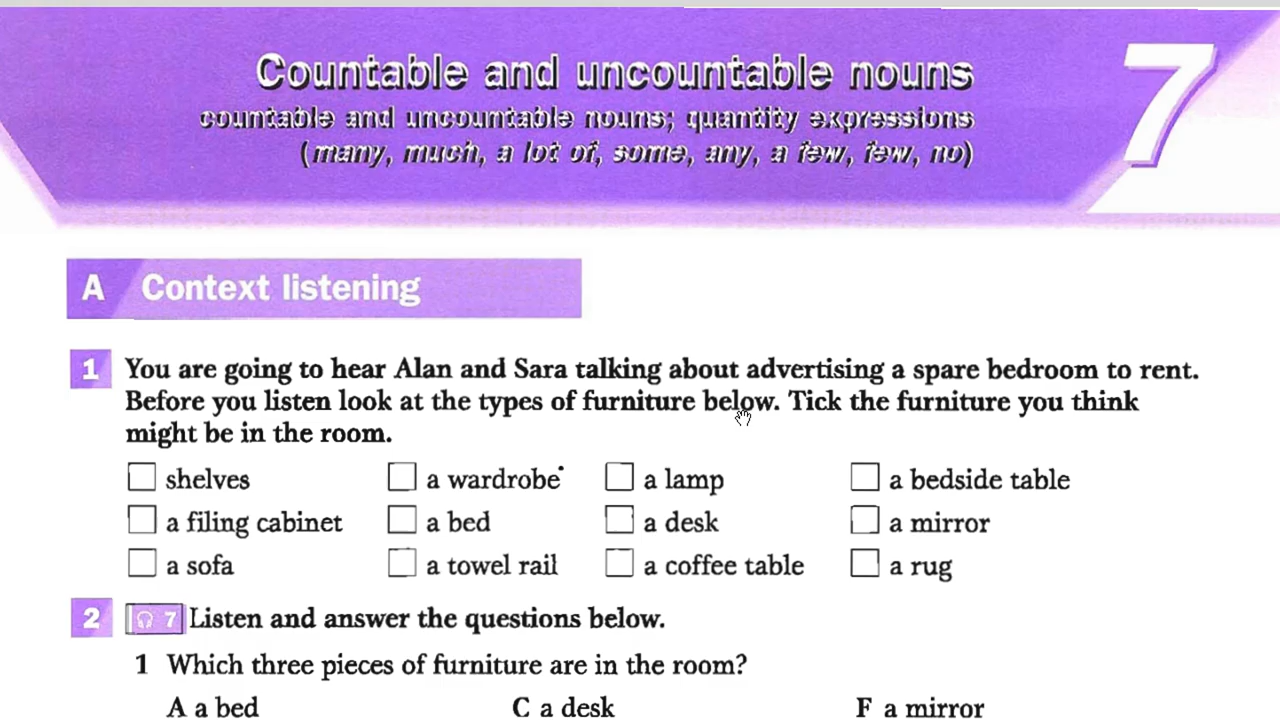 Countable and uncountable nouns
countable and uncountable nouns; quantity expressions
(many, much, a lot of, some, any, a few, few, no)
7
A Context listening
1 You are going to hear Alan and Sara talking about advertising a spare bedroom to rent.
Before you listen look at the types of furniture below. Tick the furniture you think
might be in the room.
shelves a wardrobe a lamp a bedside table
a filing cabinet a bed a desk a mirror
a sofa a towel rail a coffee table a rug
2 7 Listen and answer the questions below.
1 Which three pieces of furniture are in the room?
A a bed C a desk F a mirror